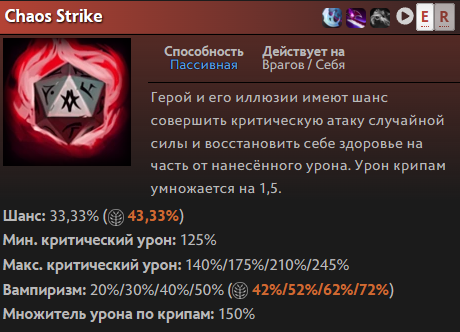 Chaos Strike
E R
Способность Действует на
Пассивная Врагов / Себя
Герой и его иллюзии имеют шанс
совершить критическую атаку случайной
силы и восстановить себе здоровье на
часть от нанесённого урона. Урон крипам
умножается на 1,5.
Шанс: 33,33% (43,33%)
Мин. критический урон: 125%
Макс. критический урон: 140%/175%/210%/245%
Вампиризм: 20%/30%/40%/50% (42%/52%/62%/72%)
Множитель урона по крипам: 150%